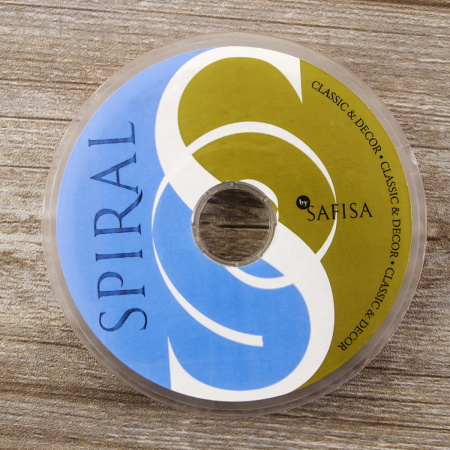 SPIRAL
by SAFISA
CLASSIC & DECOR • CLASSIC & DECOR • CLASSIC & DECOR